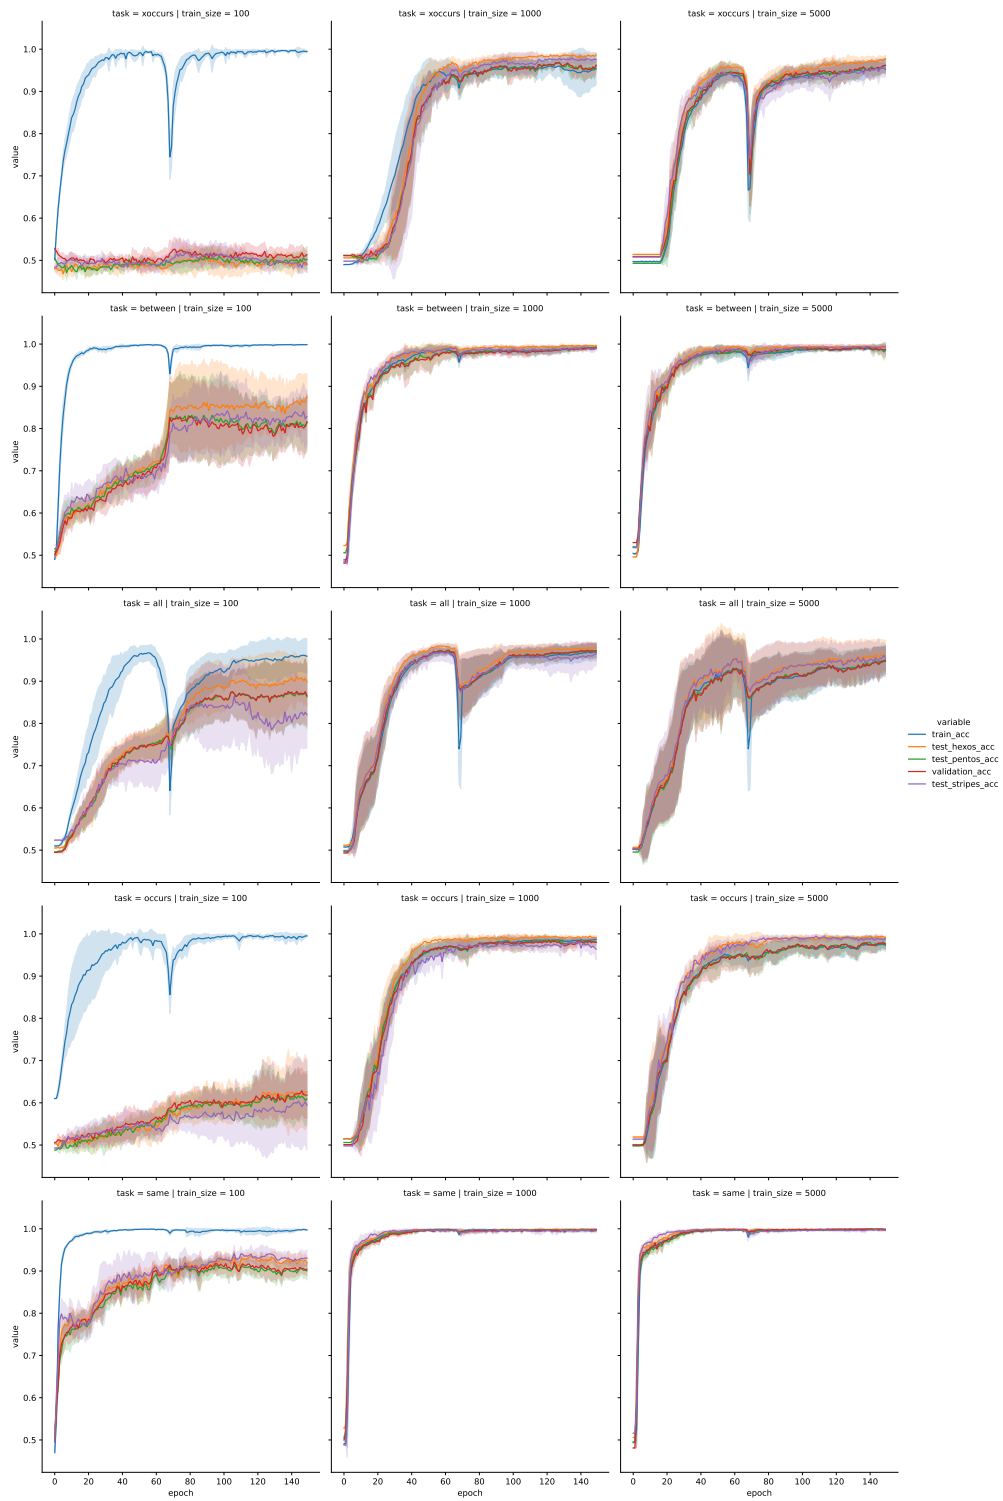 task = xoccurs | train_size = 100
task = xoccurs | train_size = 1000
task = xoccurs | train_size = 5000
1.0
0.9
0.8
0.7
0.6
0.5
value
task = between | train_size = 100
task = between | train_size = 1000
task = between | train_size = 5000
1.0
0.9
0.8
0.7
0.6
0.5
value
task = all | train_size = 100
task = all | train_size = 1000
task = all | train_size = 5000
1.0
0.9
0.8
0.7
0.6
0.5
value
variable
train_acc
test_hexos_acc
test_pentos_acc
validation_acc
test_stripes_acc
task = occurs | train_size = 100
task = occurs | train_size = 1000
task = occurs | train_size = 5000
1.0
0.9
0.8
0.7
0.6
0.5
value
task = same | train_size = 100
task = same | train_size = 1000
task = same | train_size = 5000
1.0
0.9
0.8
0.7
0.6
0.5
value
0 20 40 60 80 100 120 140
epoch
0 20 40 60 80 100 120 140
epoch
0 20 40 60 80 100 120 140
epoch